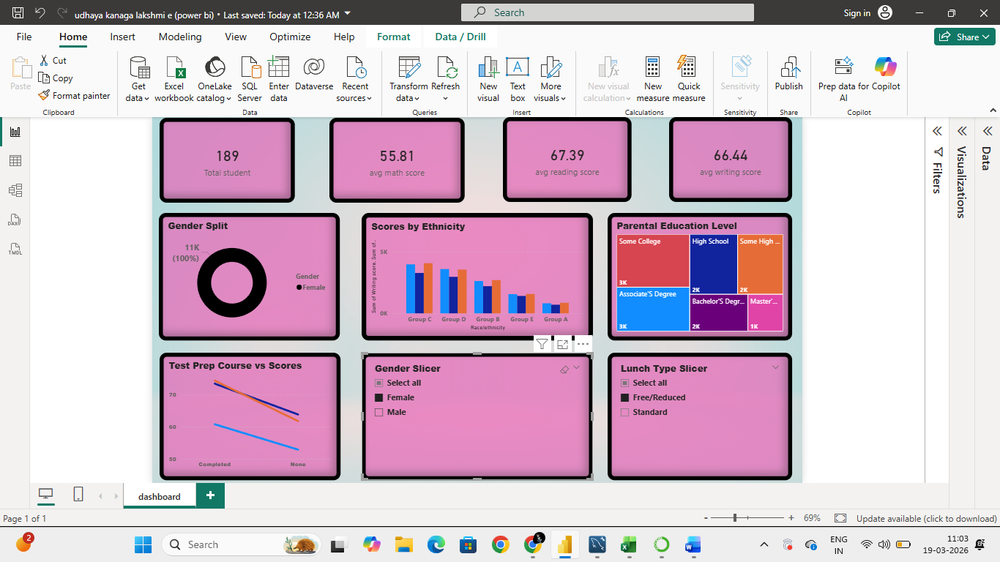 udhaya kanaga lakshmi e (power bi) • Last saved: Today at 12:36 AM
Search
Sign in
File Home Insert Modeling View Optimize Help Format Data / Drill
Share
Paste
Cut
Copy
Format painter
Clipboard
Get data
Excel workbook
OneLake catalog
SQL Server
Enter data
Dataverse
Recent sources
Data
Transform data
Refresh
Queries
New visual
Text box
More visuals
Insert
New visual calculation
New measure
Quick measure
Calculations
Sensitivity
Sensitivity
Publish
Share
Prep data for AI
Copilot
Copilot
DAX
TMDL
189
Total student
55.81
avg math score
67.39
avg reading score
66.44
avg writing score
Filters
Visualizations
Data
Gender Split
11K
(100%)
Gender
Female
Scores by Ethnicity
Sum of Writing score, Sum of..
5K
0K
Group C Group D Group B Group E Group A
Race/ethnicity
Parental Education Level
Some College
3K
High School
2K
Some High ...
2K
Associate'S Degree
3K
Bachelor'S Degr...
2K
Master'...
1K
Test Prep Course vs Scores
70
60
50
Completed None
Gender Slicer
Select all
Female
Male
Lunch Type Slicer
Select all
Free/Reduced
Standard
dashboard
Page 1 of 1
- + 69%
Update available (click to download)
2
Search
ENG
IN
11:03
19-03-2026